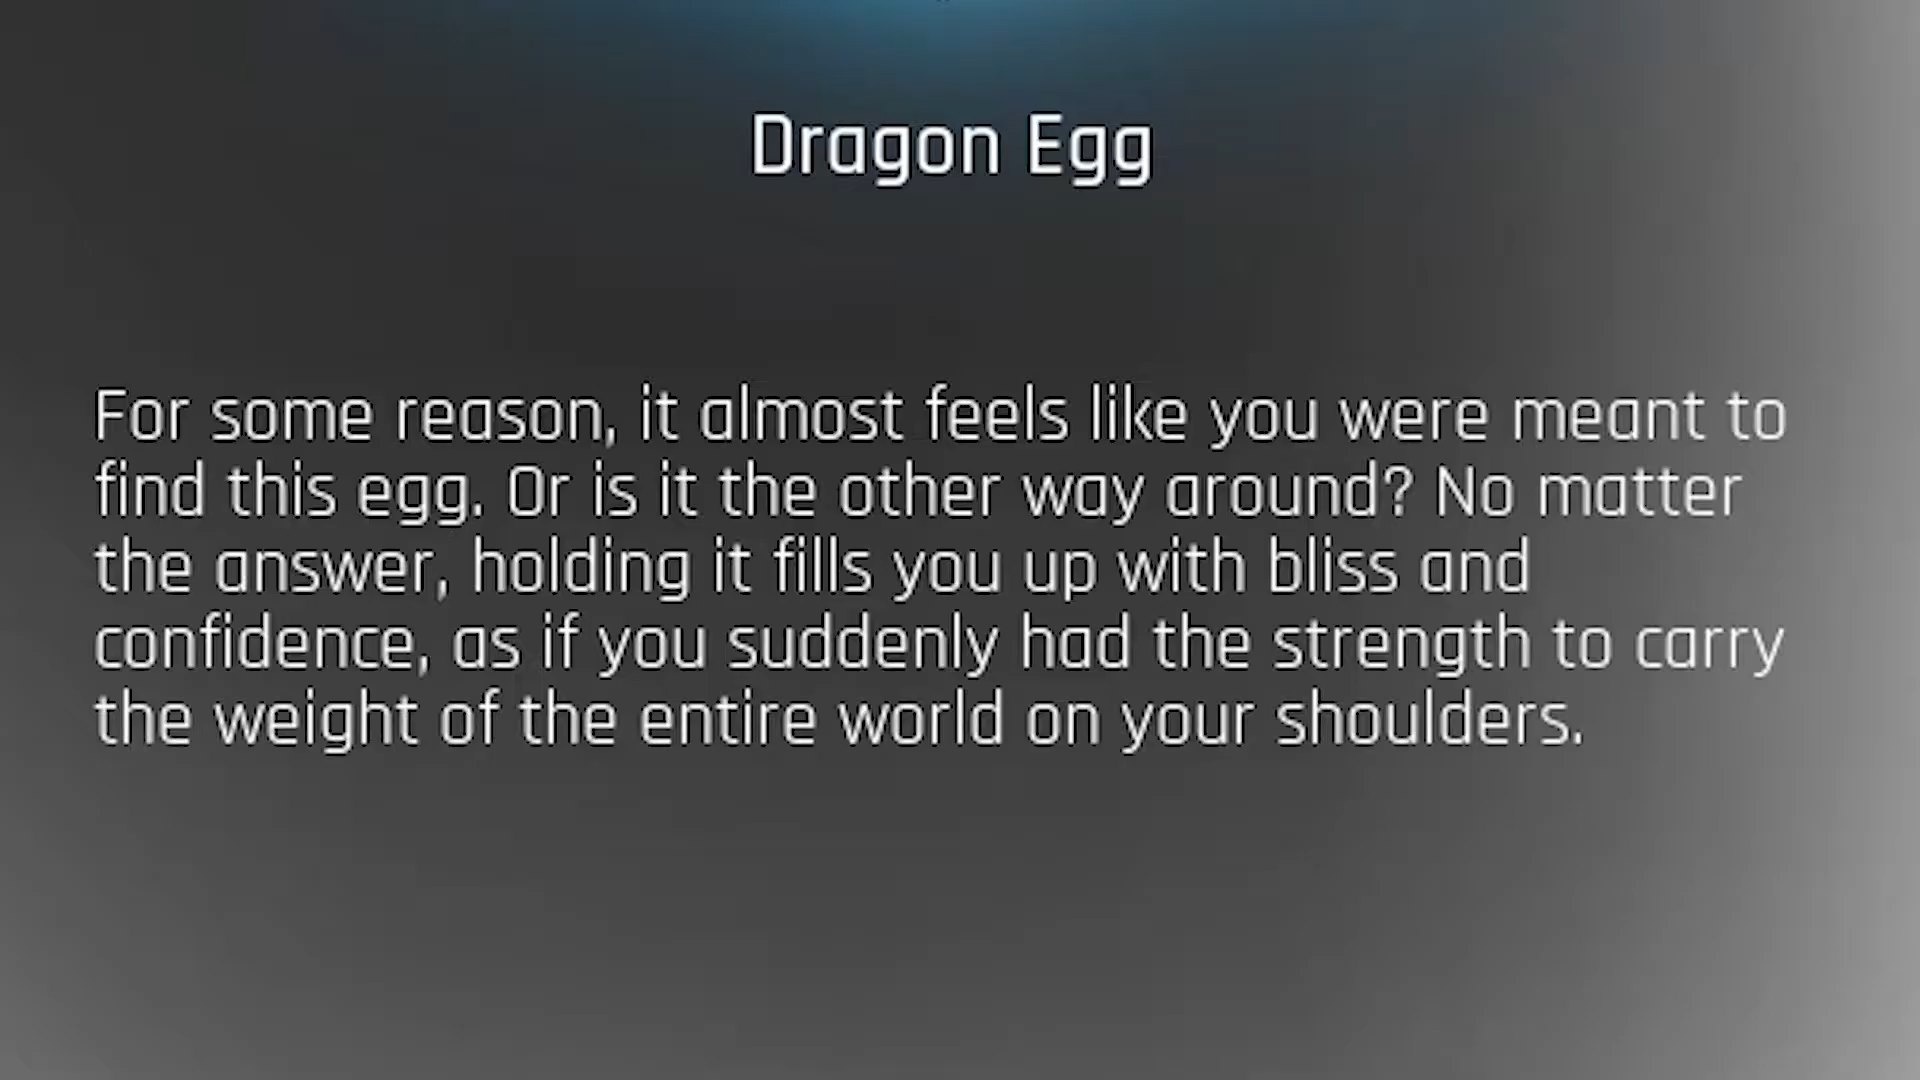 Dragon Egg
For some reason, it almost feels like you were meant to
find this egg. Or is it the other way around? No matter
the answer, holding it fills you up with bliss and
confidence, as if you suddenly had the strength to carry
the weight of the entire world on your shoulders.